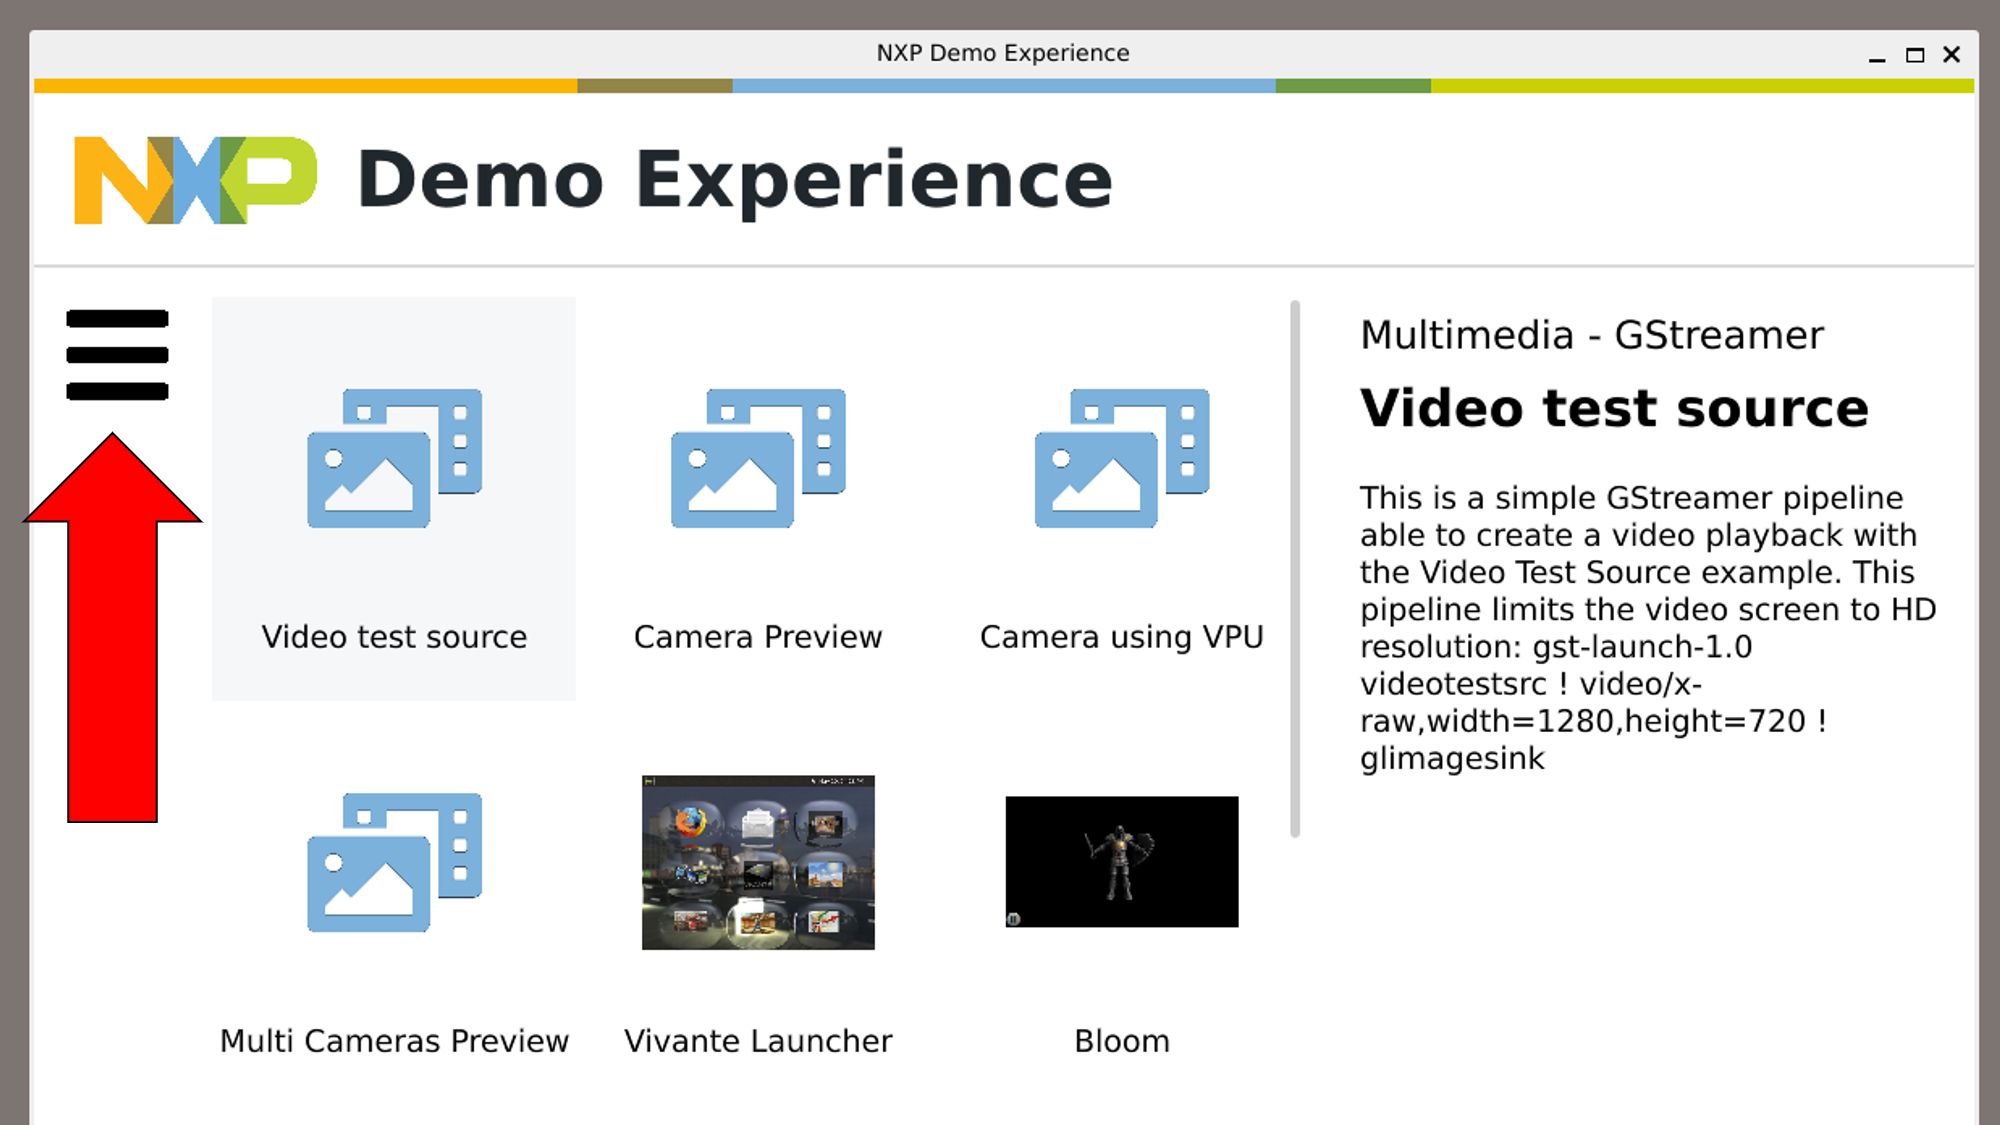 NXP Demo Experience
NXP Demo Experience
Multimedia - GStreamer
Video test source
This is a simple GStreamer pipeline
able to create a video playback with
the Video Test Source example. This
pipeline limits the video screen to HD
resolution: gst-launch-1.0
videotestsrc ! video/x-
raw,width=1280,height=720 !
glimagesink
Video test source
Camera Preview
Camera using VPU
Multi Cameras Preview
Vivante Launcher
Bloom